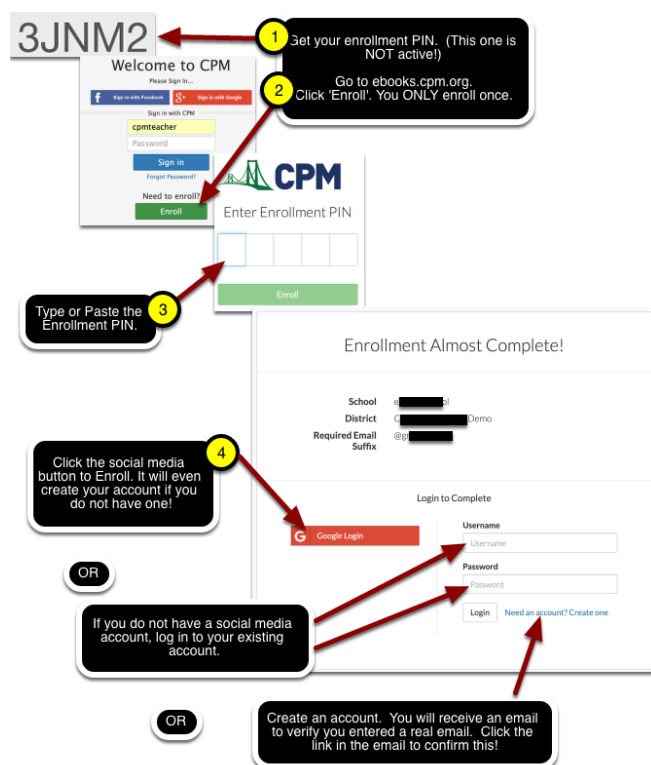 3JNM2
1
Get your enrollment PIN. (This one is
NOT active!)
Go to ebooks.cpm.org.
Click 'Enroll'. You ONLY enroll once.
2
Welcome to CPM
Please Sign In...
f Sign in with Facebook
g+ Sign in with Google
Sign in with CPM
cpmteacher
Password
Sign in
Forgot Password?
Need to enroll?
Enroll
CPM
Enter Enrollment PIN
Enroll
3
Type or Paste the
Enrollment PIN.
Enrollment Almost Complete!
School
District
Demo
Required Email
Suffix
4
Click the social media
button to Enroll. It will even
create your account if you
do not have one!
Login to Complete
G Google Login
Username
Username
Password
Password
Login
Need an account? Create one
OR
If you do not have a social media
account, log in to your existing
account.
OR
Create an account. You will receive an email
to verify you entered a real email. Click the
link in the email to confirm this!